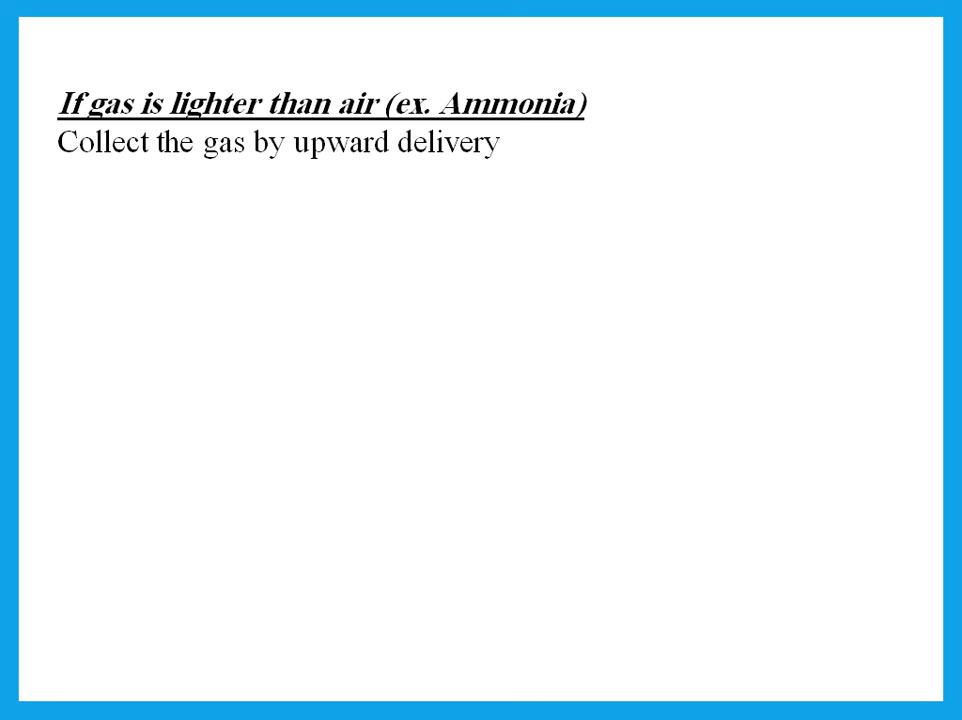 If gas is lighter than air (ex. Ammonia)
Collect the gas by upward delivery